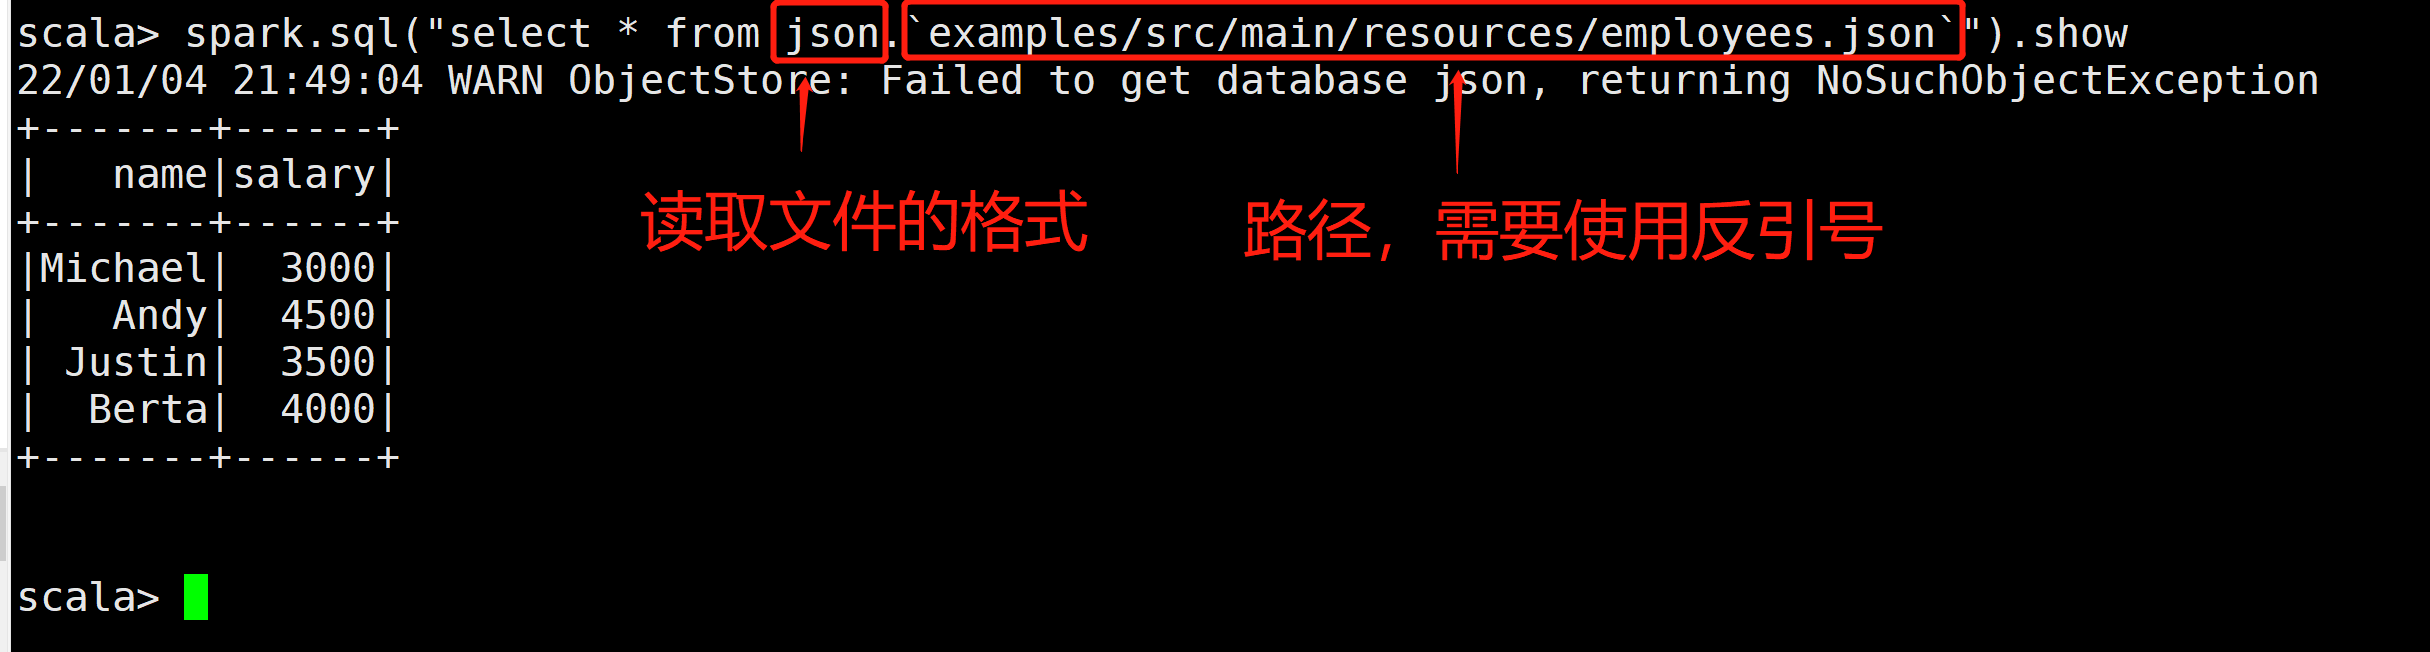 scala> spark.sql("select * from json.`examples/src/main/resources/employees.json`").show
22/01/04 21:49:04 WARN ObjectStore: Failed to get database json, returning NoSuchObjectException
+-------+------+
|   name|salary|
+-------+------+
|Michael|  3000|
|   Andy|  4500|
| Justin|  3500|
|  Berta|  4000|
+-------+------+
读取文件的格式
路径，需要使用反引号
scala>